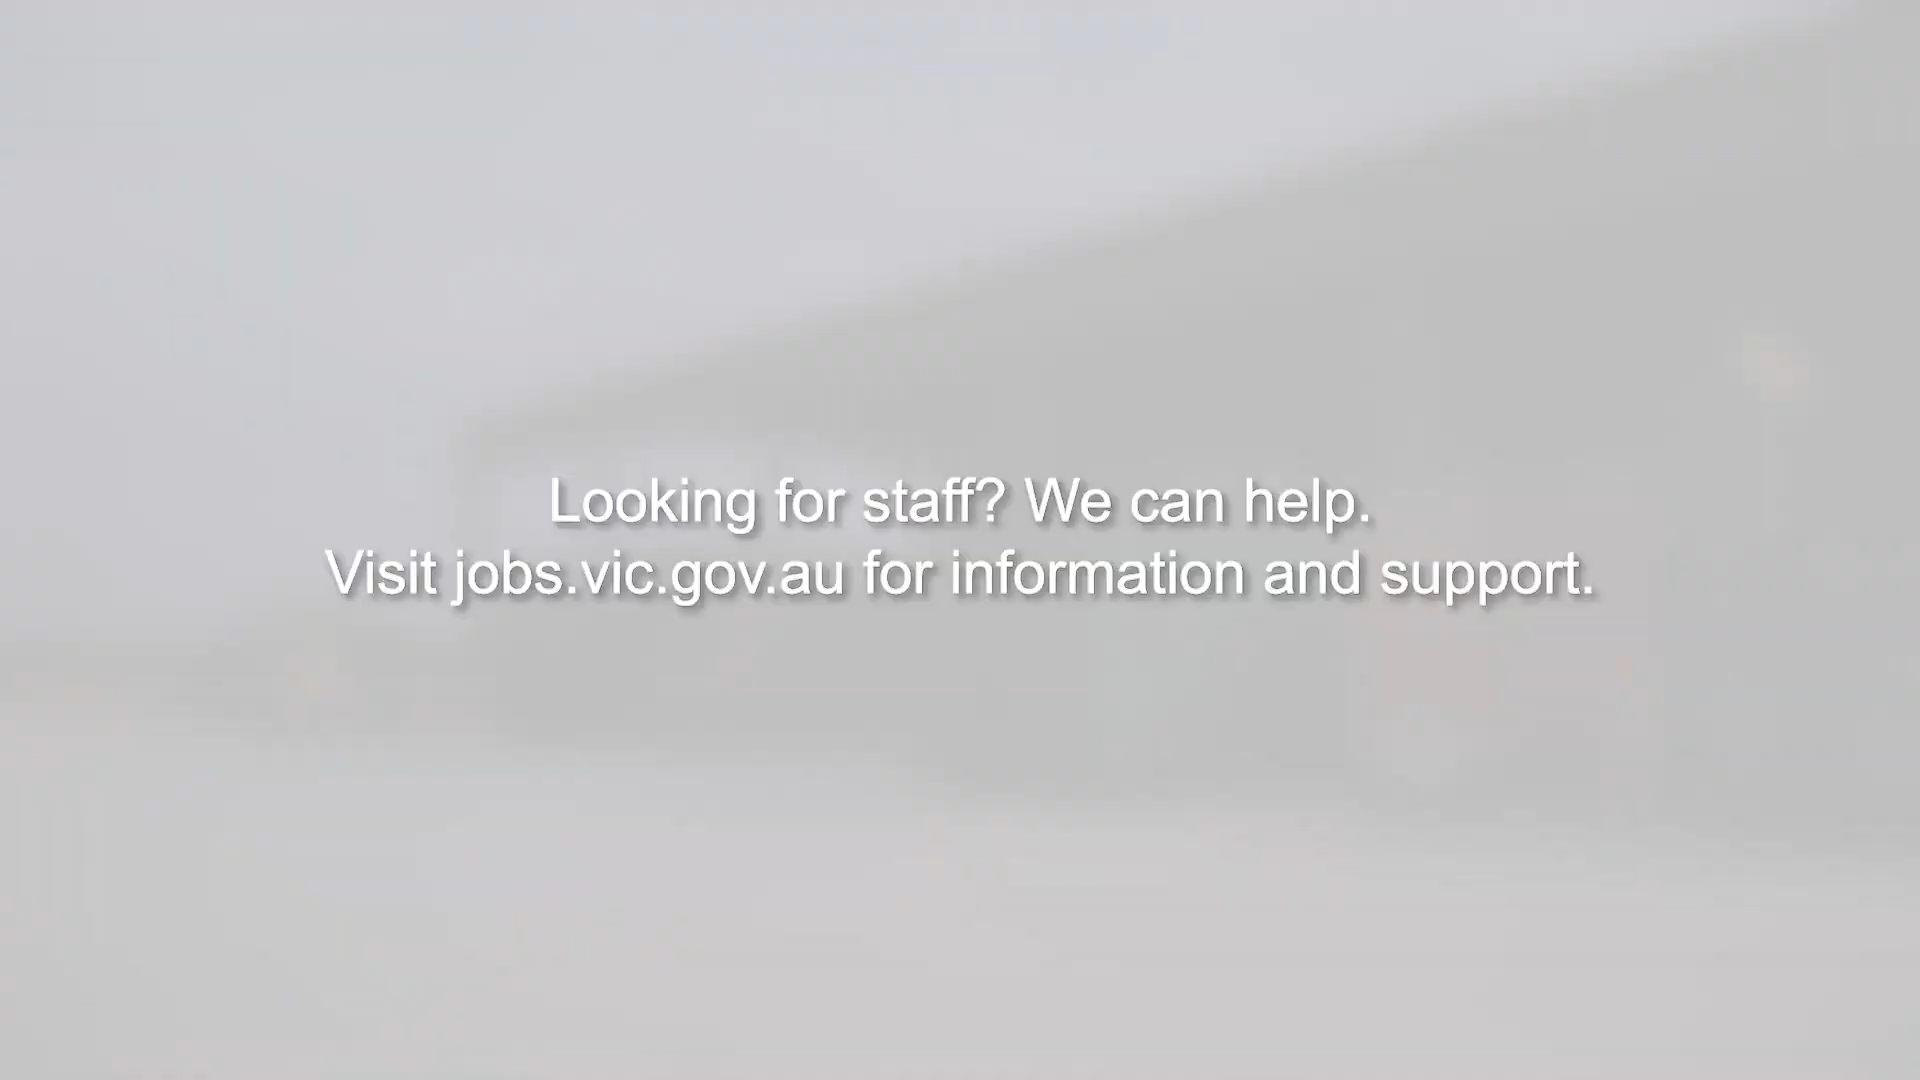 Looking for staff? We can help.
Visit jobs.vic.gov.au for information and support.